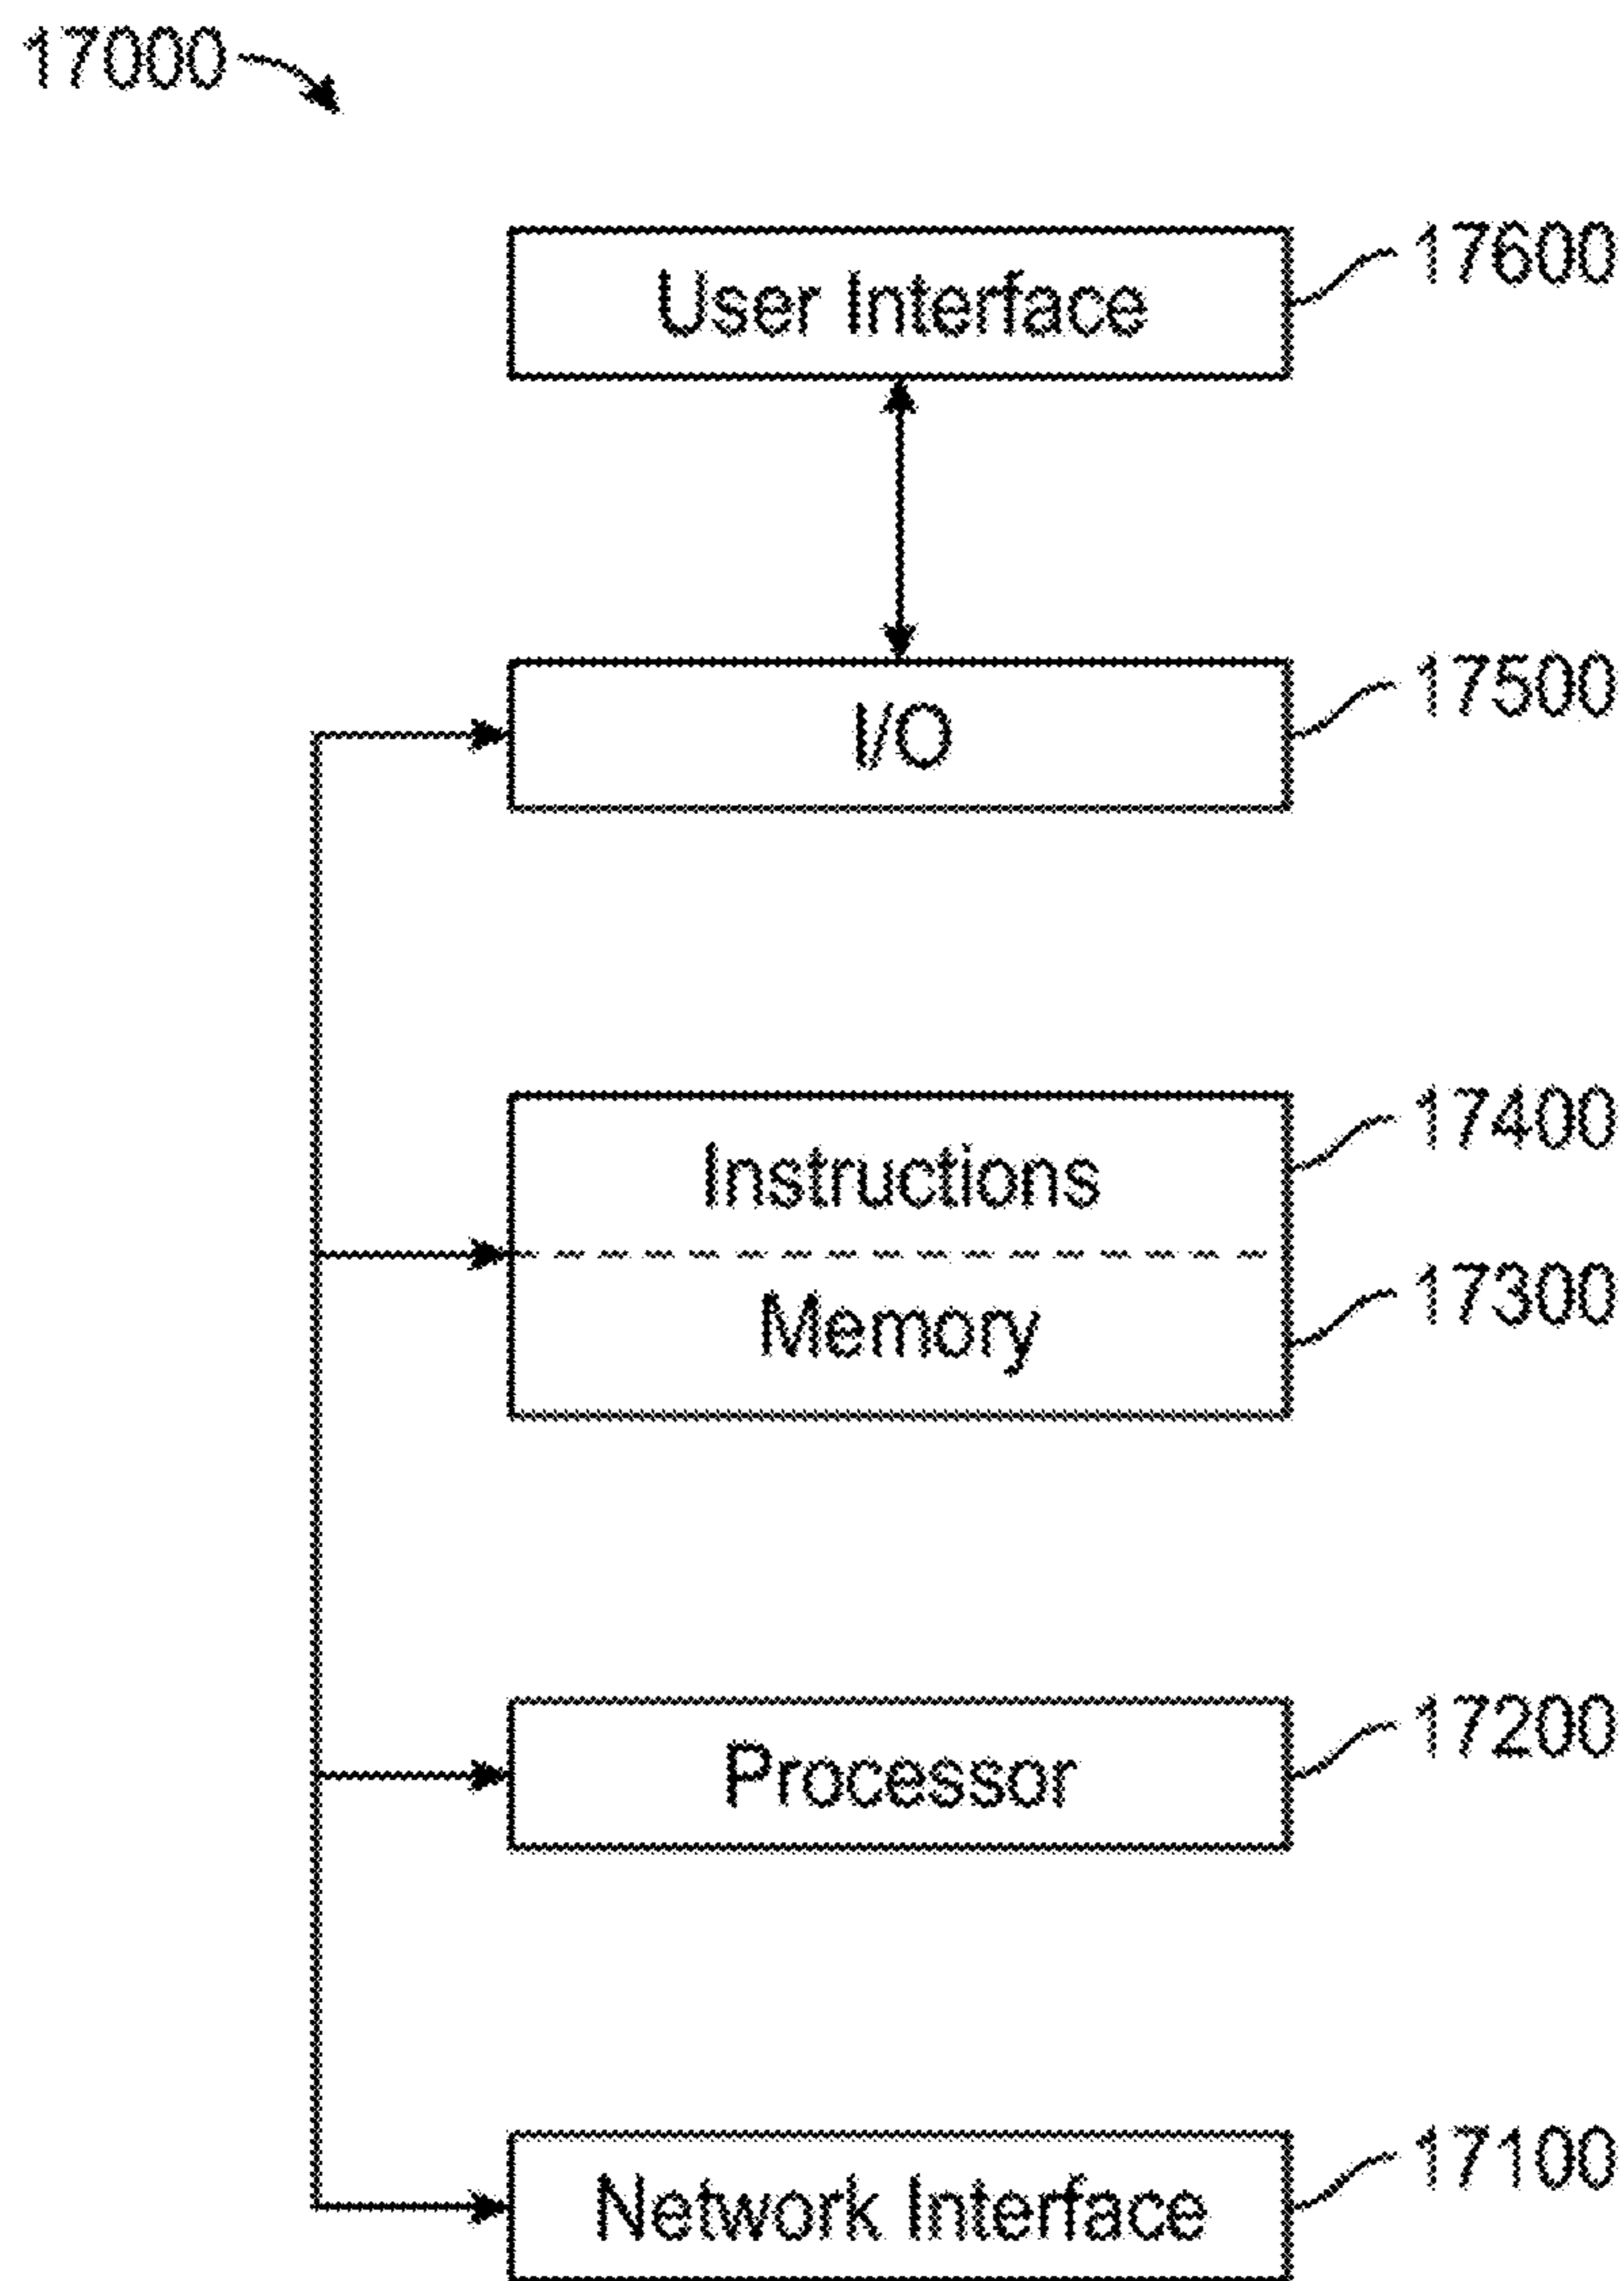 17000
User Interface
17600
I/O
17500
Instructions
17400
Memory
17300
Processor
17200
Network Interface
17100